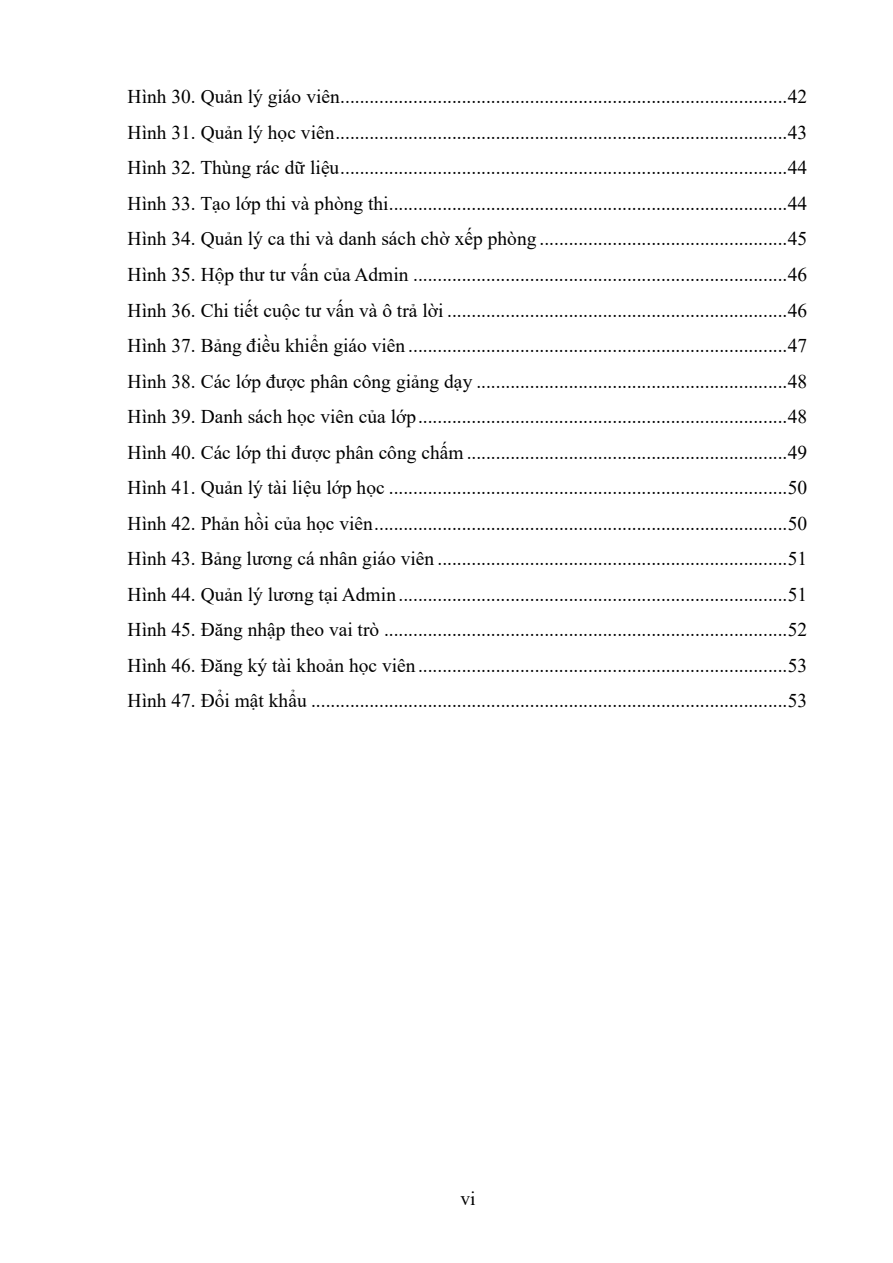 Hình 30. Quản lý giáo viên............................................................................................42
Hình 31. Quản lý học viên.............................................................................................43
Hình 32. Thùng rác dữ liệu............................................................................................44
Hình 33. Tạo lớp thi và phòng thi..................................................................................44
Hình 34. Quản lý ca thi và danh sách chờ xếp phòng...................................................45
Hình 35. Hộp thư tư vấn của Admin .............................................................................46
Hình 36. Chi tiết cuộc tư vấn và ô trả lời ......................................................................46
Hình 37. Bảng điều khiển giáo viên..............................................................................47
Hình 38. Các lớp được phân công giảng dạy ................................................................48
Hình 39. Danh sách học viên của lớp............................................................................48
Hình 40. Các lớp thi được phân công chấm ..................................................................49
Hình 41. Quản lý tài liệu lớp học ..................................................................................50
Hình 42. Phản hồi của học viên.....................................................................................50
Hình 43. Bảng lương cá nhân giáo viên ........................................................................51
Hình 44. Quản lý lương tại Admin................................................................................51
Hình 45. Đăng nhập theo vai trò ...................................................................................52
Hình 46. Đăng ký tài khoản học viên............................................................................53
Hình 47. Đổi mật khẩu ..................................................................................................53
vi